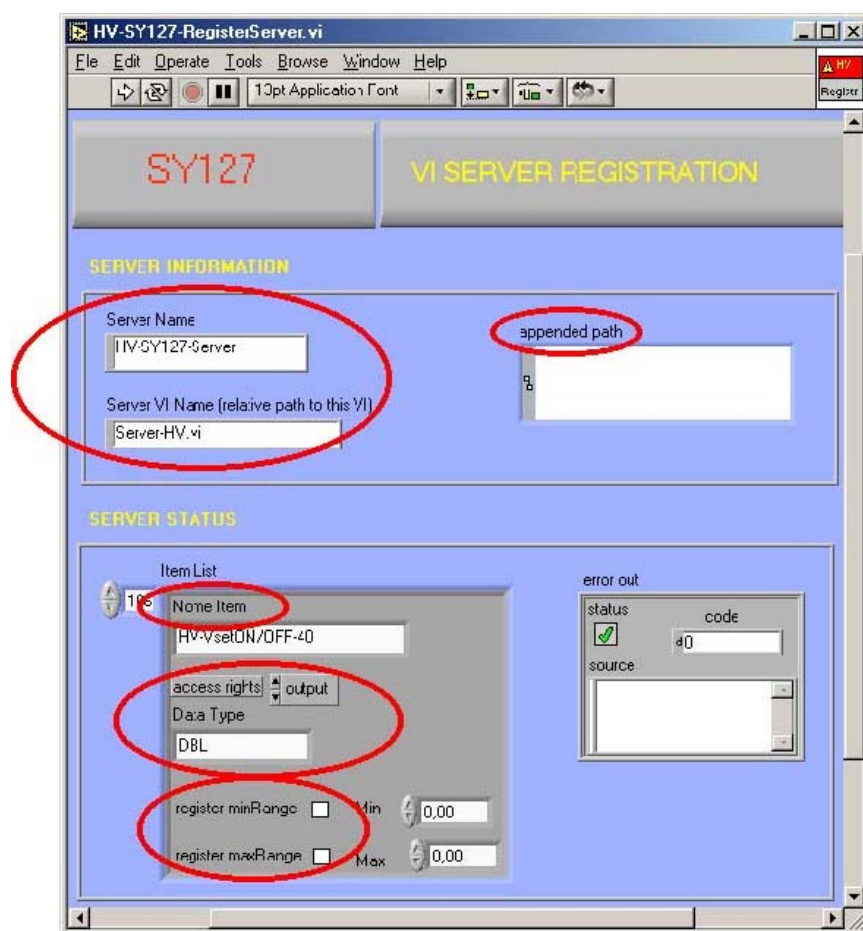 HV-SY127-RegisterServer.vi
File Edit Operate Tools Browse Window Help
13pt Application Font
HV
Register
SY127
VI SERVER REGISTRATION
SERVER INFORMATION
Server Name
HV-SY127-Server
appended path
Server VI Name (relative path to this VI)
Server-HV.vi
SERVER STATUS
Item List
Nome Item
HV-VsetON/OFF-40
access rights output
Data Type
DBL
register minRange Min 0,00
register maxRange Max 0,00
error out
status
code
d0
source